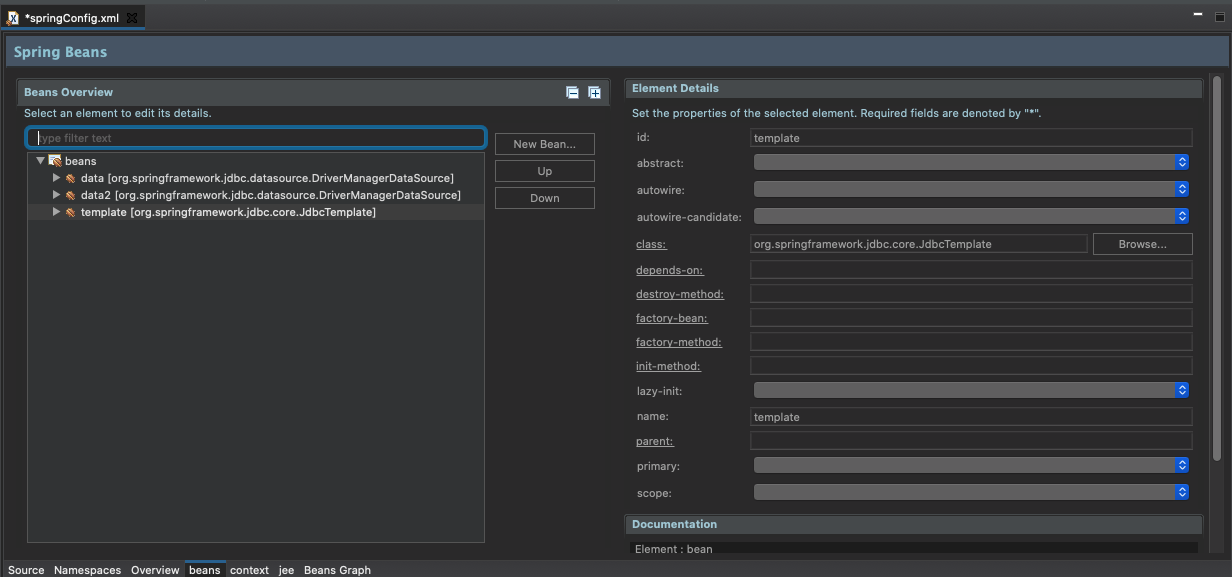 *springConfig.xml
Spring Beans
Beans Overview
Select an element to edit its details.
type filter text
beans
data [org.springframework.jdbc.datasource.DriverManagerDataSource]
data2 [org.springframework.jdbc.datasource.DriverManagerDataSource]
template [org.springframework.jdbc.core.JdbcTemplate]
New Bean...
Up
Down
Element Details
Set the properties of the selected element. Required fields are denoted by "*".
id: template
abstract:
autowire:
autowire-candidate:
class: org.springframework.jdbc.core.JdbcTemplate Browse...
depends-on:
destroy-method:
factory-bean:
factory-method:
init-method:
lazy-init:
name: template
parent:
primary:
scope:
Documentation
Element : bean
Source Namespaces Overview beans context jee Beans Graph